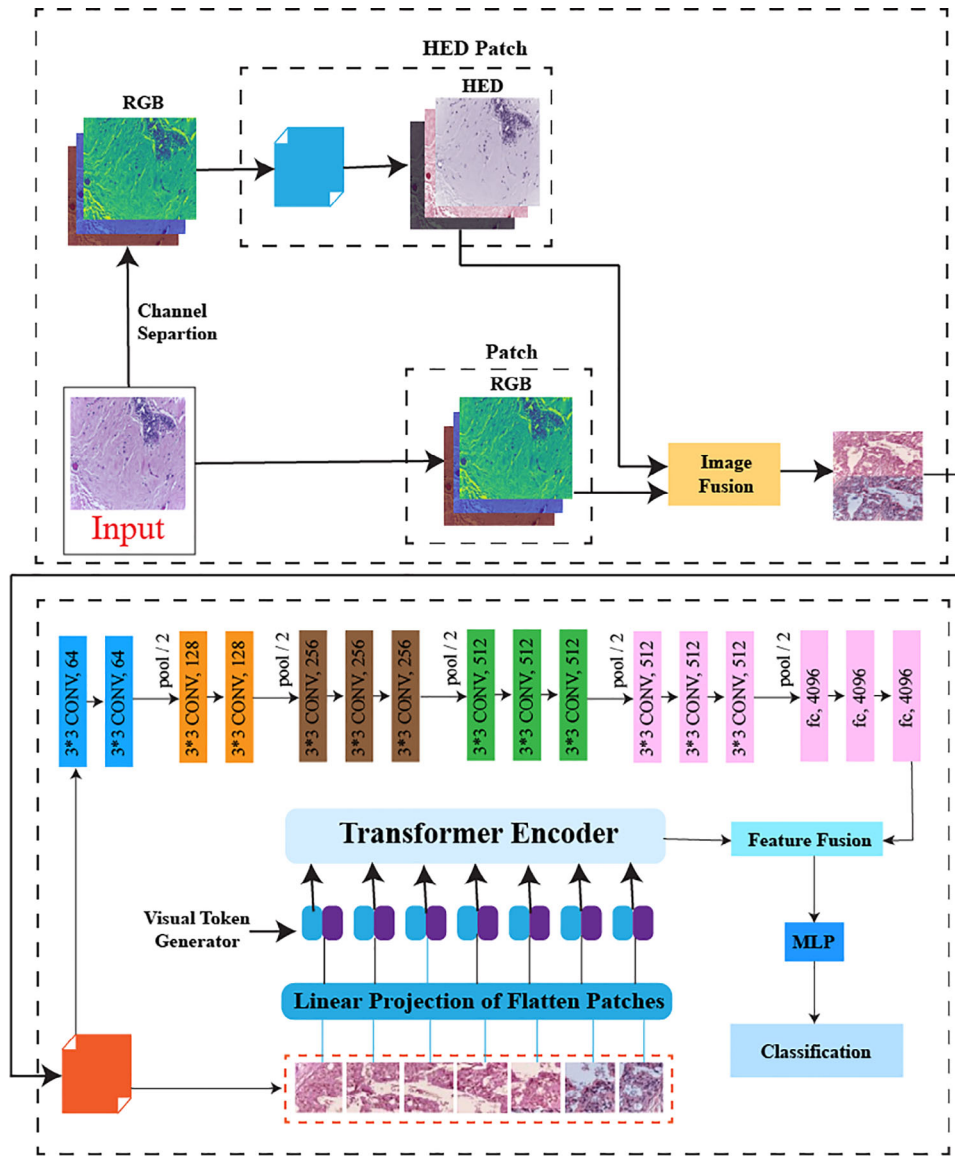 HED Patch
HED
RGB
Channel
Separtion
Input
Patch
RGB
Image
Fusion
3*3 CONV, 64
3*3 CONV, 64
pool / 2
3*3 CONV, 128
3*3 CONV, 128
pool / 2
3*3 CONV, 256
3*3 CONV, 256
3*3 CONV, 256
pool / 2
3*3 CONV, 512
3*3 CONV, 512
3*3 CONV, 512
pool / 2
3*3 CONV, 512
3*3 CONV, 512
3*3 CONV, 512
pool / 2
fc, 4096
fc, 4096
fc, 4096
Transformer Encoder
Feature Fusion
Visual Token
Generator
MLP
Linear Projection of Flatten Patches
Classification